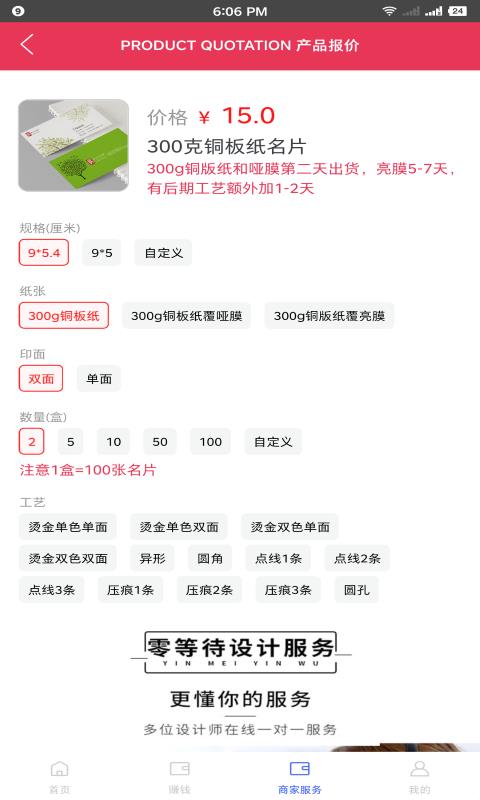 9
6:06 PM
24
PRODUCT QUOTATION 产品报价
价格 ¥ 15.0
300克铜板纸名片
300g铜版纸和哑膜第二天出货，亮膜5-7天，
有后期工艺额外加1-2天
规格(厘米)
9*5.4 9*5 自定义
纸张
300g铜板纸 300g铜板纸覆哑膜 300g铜版纸覆亮膜
印面
双面 单面
数量(盒)
2 5 10 50 100 自定义
注意1盒=100张名片
工艺
烫金单色单面 烫金单色双面 烫金双色单面
烫金双色双面 异形 圆角 点线1条 点线2条
点线3条 压痕1条 压痕2条 压痕3条 圆孔
零等待设计服务
YIN MEI YIN WU
更懂你的服务
多位设计师在线一对一服务
首页 赚钱 商家服务 我的